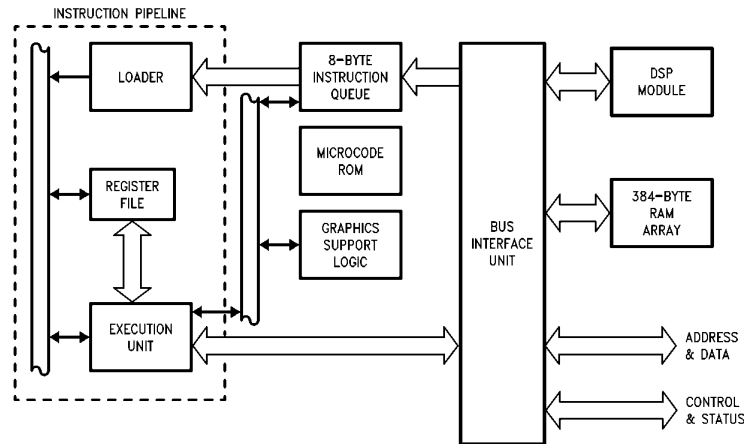 INSTRUCTION PIPELINE
LOADER
8-BYTE
INSTRUCTION
QUEUE
DSP
MODULE
MICROCODE
ROM
REGISTER
FILE
384-BYTE
RAM
ARRAY
GRAPHICS
SUPPORT
LOGIC
BUS
INTERFACE
UNIT
EXECUTION
UNIT
ADDRESS
& DATA
CONTROL
& STATUS